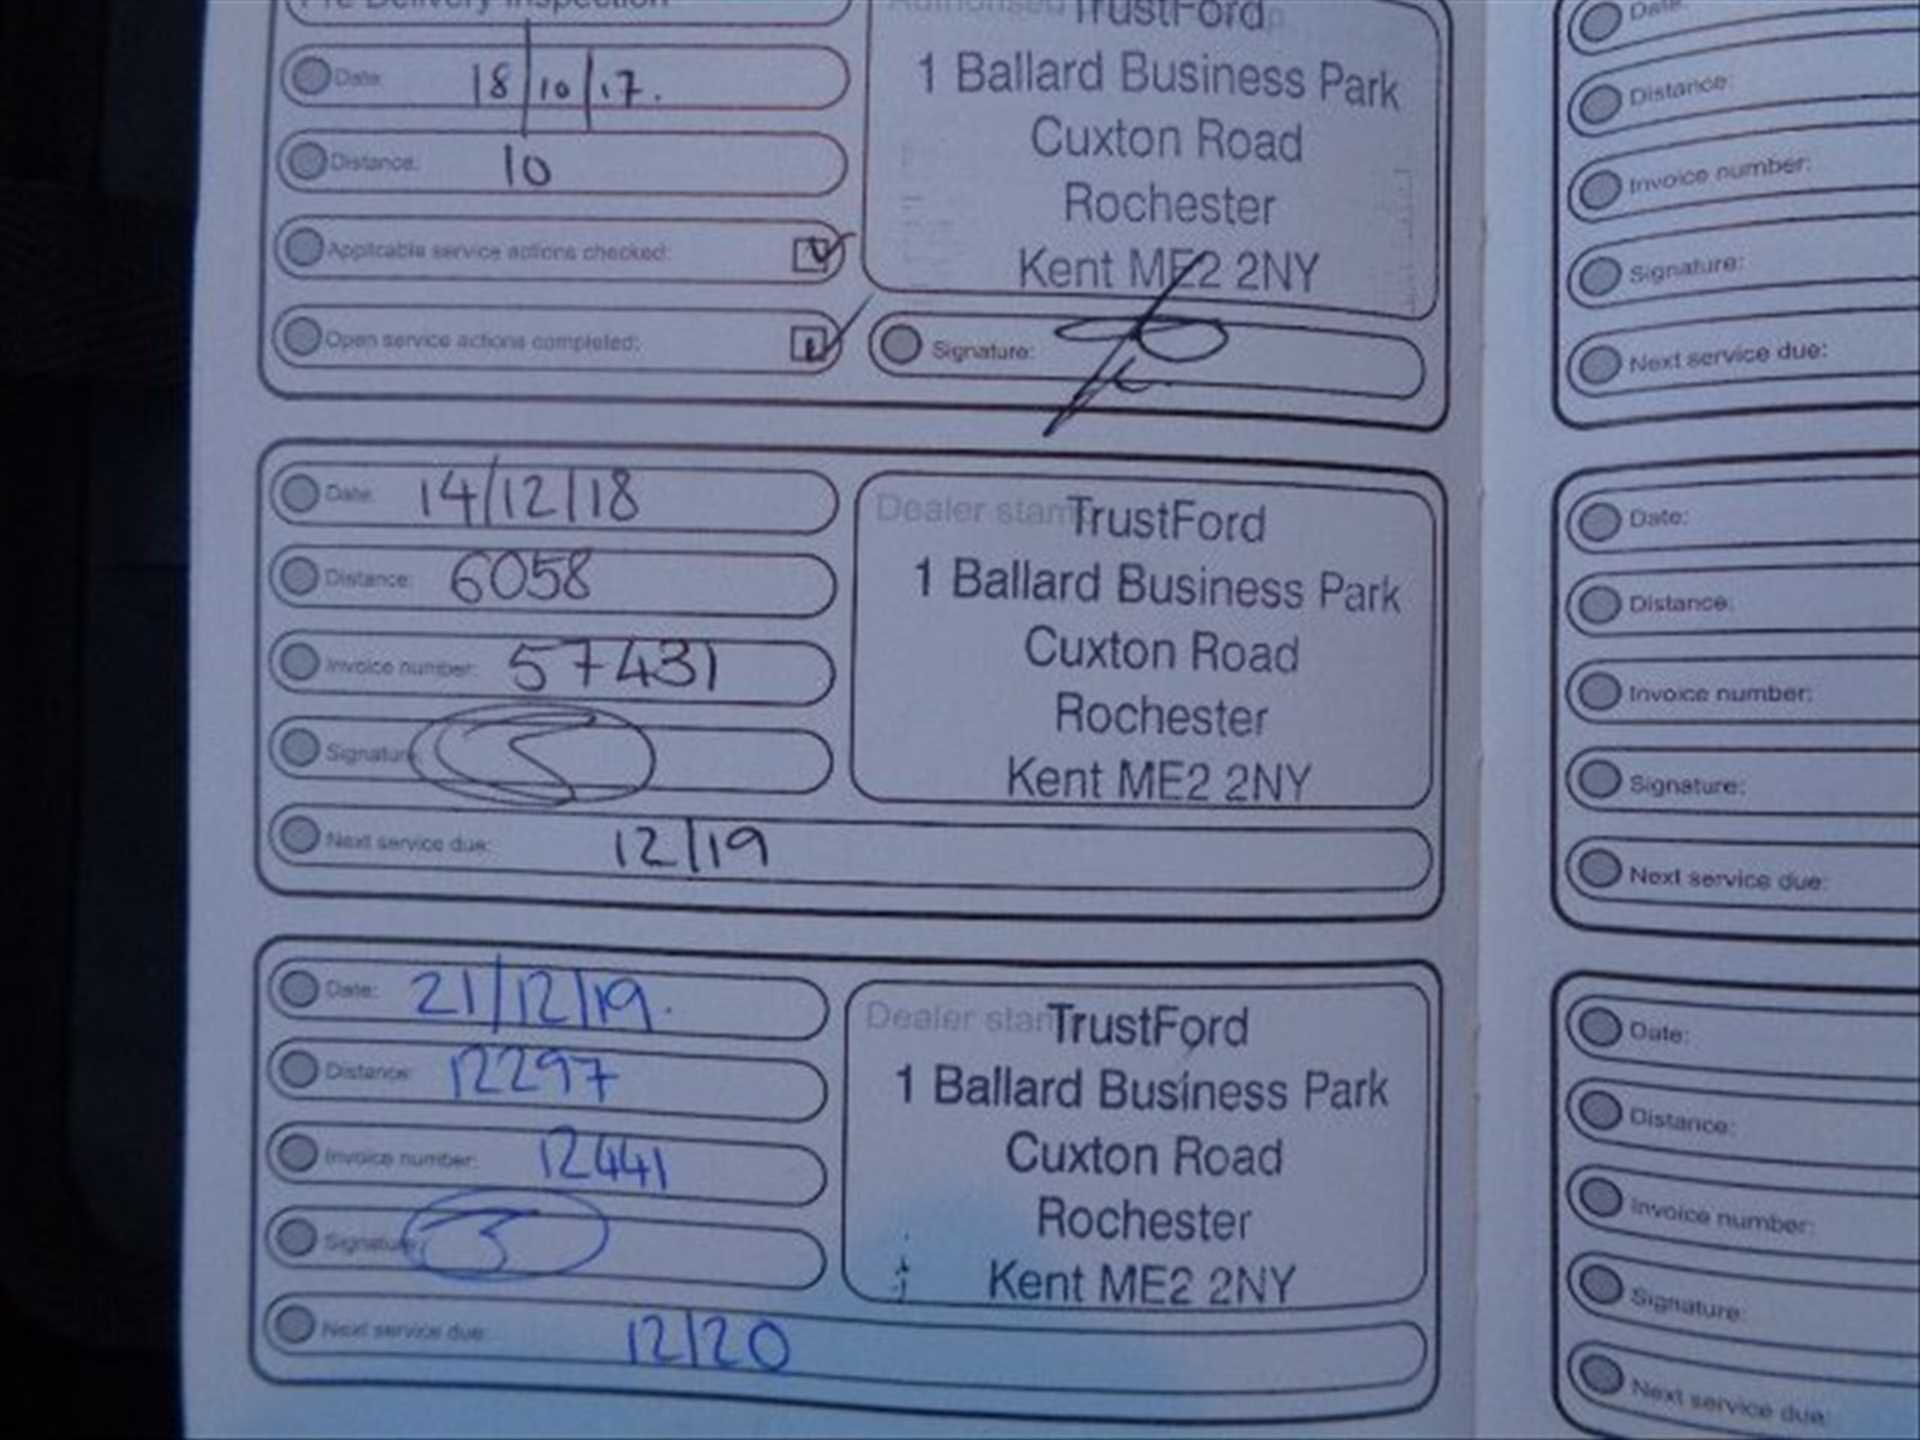 Pre Delivery Inspection
Date: 18/10/17.
Distance: 10
Applicable service actions checked:
Open service actions completed:
Authorised
TrustFord
1 Ballard Business Park
Cuxton Road
Rochester
Kent ME2 2NY
Signature:
Date: 14/12/18
Distance: 6058
Invoice number: 57431
Signature:
Next service due: 12/19
Dealer stamp
TrustFord
1 Ballard Business Park
Cuxton Road
Rochester
Kent ME2 2NY
Date: 21/12/19.
Distance: 12297
Invoice number: 12441
Signature:
Next service due: 12/20
Dealer stamp
TrustFord
1 Ballard Business Park
Cuxton Road
Rochester
Kent ME2 2NY
Date:
Distance:
Invoice number:
Signature:
Next service due:
Date:
Distance:
Invoice number:
Signature:
Next service due:
Date:
Distance:
Invoice number:
Signature:
Next service due: